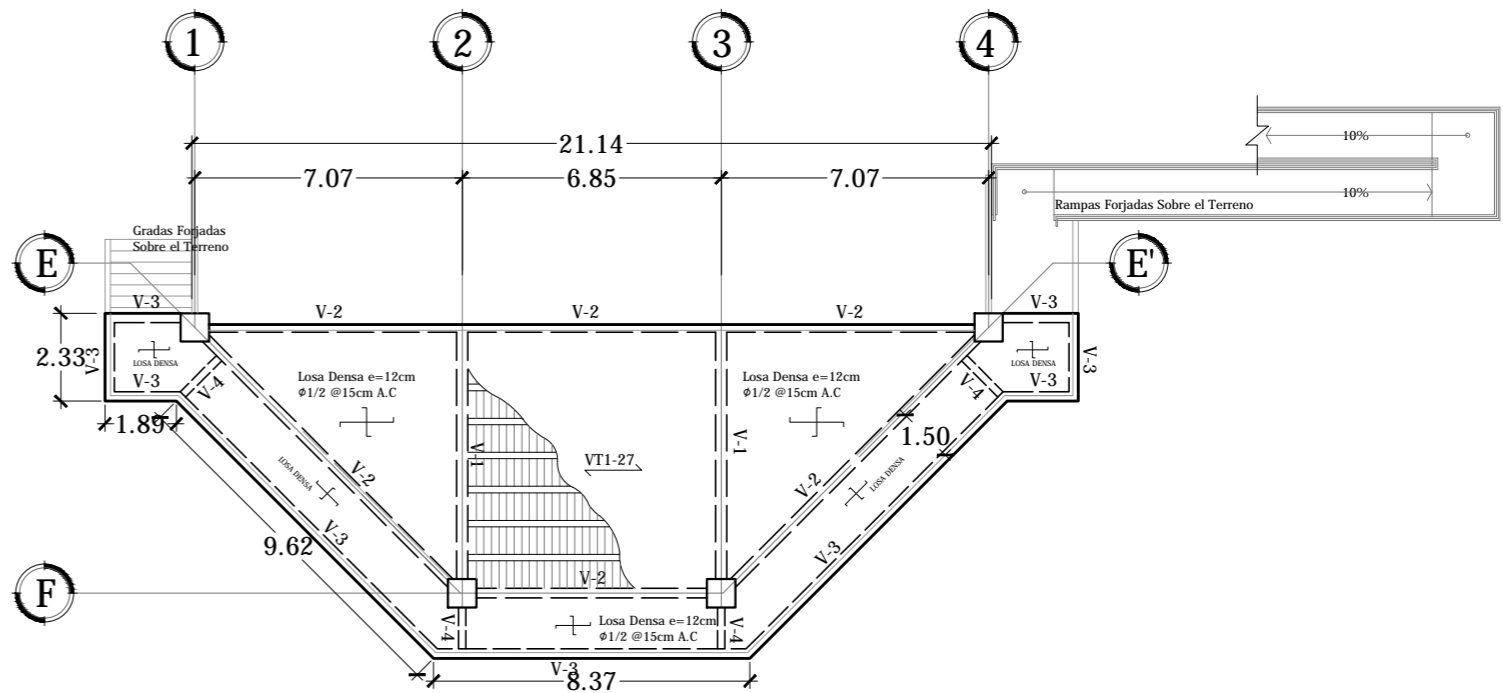 1
2
3
4
21.14
7.07
6.85
7.07
10%
10%
Rampas Forjadas Sobre el Terreno
Gradas Forjadas
Sobre el Terreno
E
E'
V-3
V-2
V-2
V-2
V-3
2.33
V-3
LOSA DENSA
V-3
V-4
LOSA DENSA
V-3
V-3
V-4
Losa Densa e=12cm
ϕ1/2 @15cm A.C
Losa Densa e=12cm
ϕ1/2 @15cm A.C
1.89
1.50
V-1
V-1
VT1-27
LOSA DENSA
V-2
V-2
LOSA DENSA
9.62
V-3
V-3
F
V-2
V-4
Losa Densa e=12cm
ϕ1/2 @15cm A.C
V-4
V-3
8.37